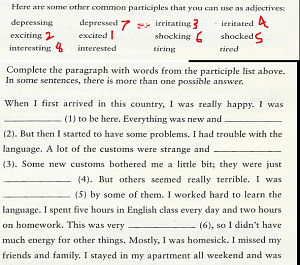 Here are some other common participles that you can use as adjectives:
depressing depressed 7 irritating 3 irritated 4
exciting 2 excited 1 shocking 6 shocked 5
interesting 8 interested tiring tired
Complete the paragraph with words from the participle list above.
In some sentences, there is more than one possible answer.
When I first arrived in this country, I was really happy. I was
____________ (1) to be here. Everything was new and ____________
(2). But then I started to have some problems. I had trouble with the
language. A lot of the customs were strange and ____________
(3). Some new customs bothered me a little bit; they were just
____________ (4). But others seemed really terrible. I was
____________ (5) by some of them. I worked hard to learn the
language. I spent five hours in English class every day and two hours
on homework. This was very ____________ (6), so I didn't have
much energy for other things. Mostly, I was homesick. I missed my
friends and family. I stayed in my apartment all weekend and was